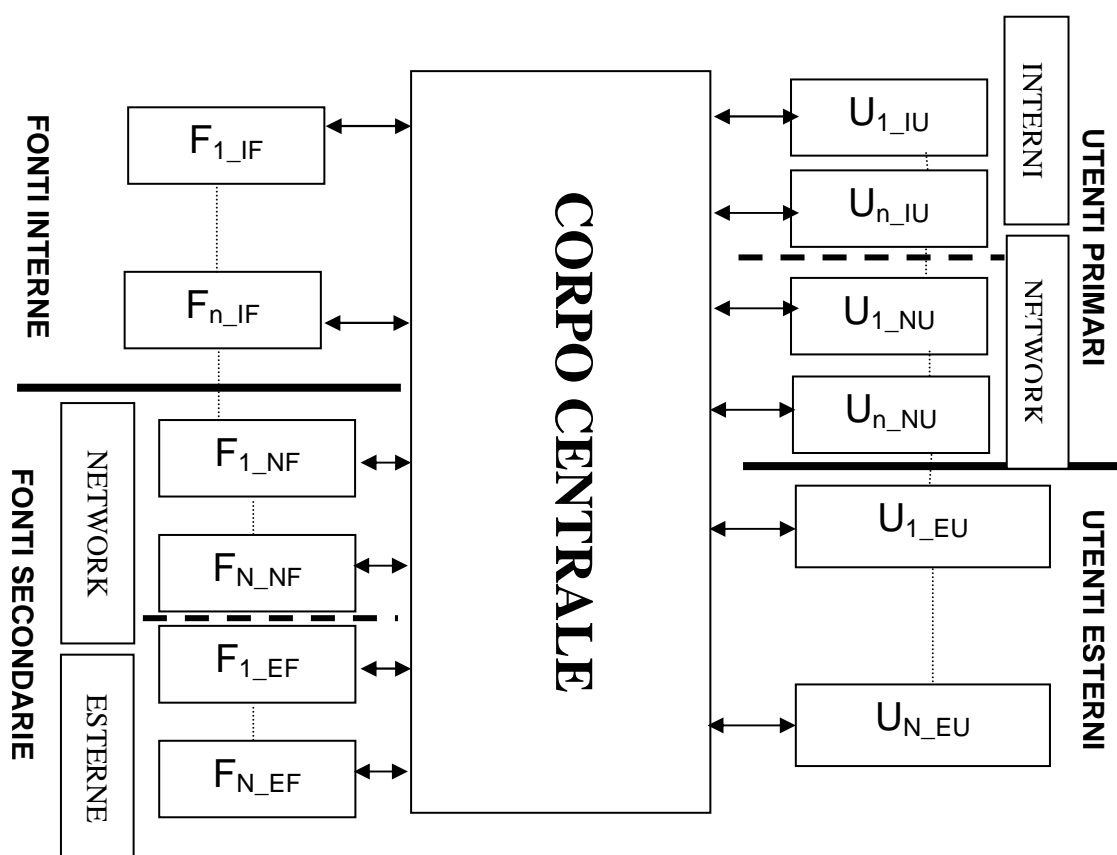 FONTI INTERNE
F1_IF
Fn_IF
FONTI SECONDARIE
NETWORK
F1_NF
FN_NF
ESTERNE
F1_EF
FN_EF
CORPO CENTRALE
UTENTI PRIMARI
INTERNI
U1_IU
Un_IU
NETWORK
U1_NU
Un_NU
UTENTI ESTERNI
U1_EU
UN_EU